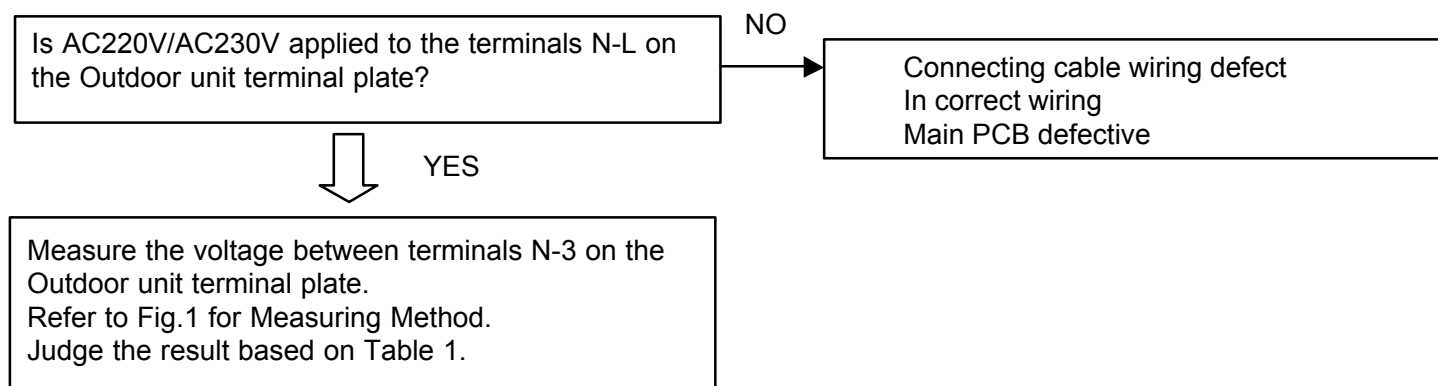 Is AC220V/AC230V applied to the terminals N-L on
the Outdoor unit terminal plate?
NO
Connecting cable wiring defect
In correct wiring
Main PCB defective
YES
Measure the voltage between terminals N-3 on the
Outdoor unit terminal plate.
Refer to Fig.1 for Measuring Method.
Judge the result based on Table 1.